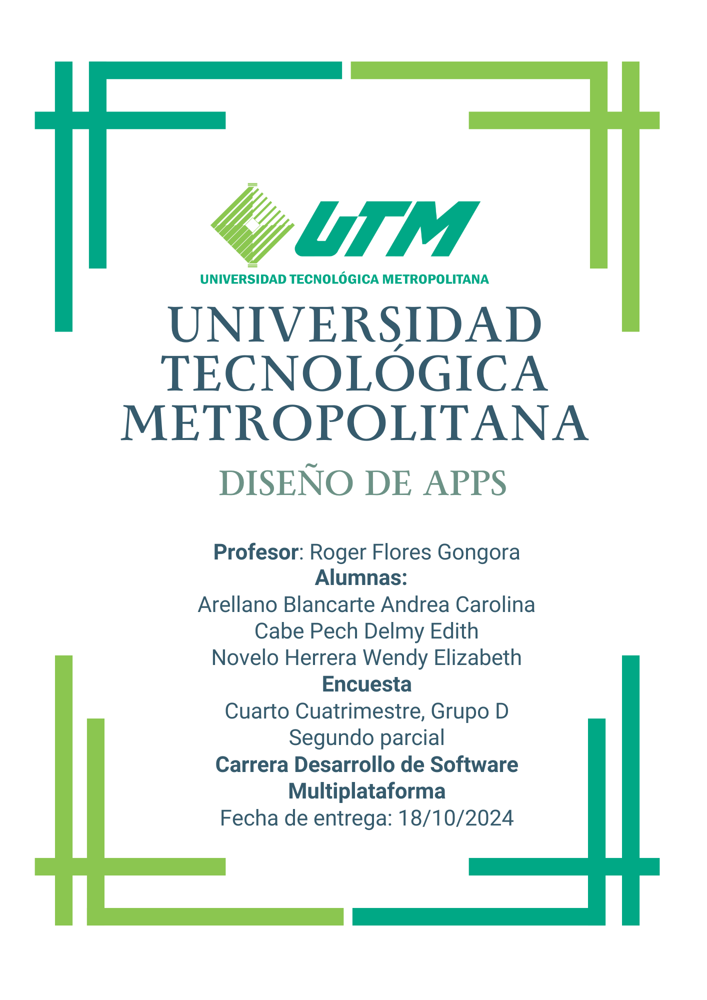 UTM
UNIVERSIDAD TECNOLÓGICA METROPOLITANA
UNIVERSIDAD
TECNOLÓGICA
METROPOLITANA
DISEÑO DE APPS
Profesor: Roger Flores Gongora
Alumnas:
Arellano Blancarte Andrea Carolina
Cabe Pech Delmy Edith
Novelo Herrera Wendy Elizabeth
Encuesta
Cuarto Cuatrimestre, Grupo D
Segundo parcial
Carrera Desarrollo de Software
Multiplataforma
Fecha de entrega: 18/10/2024